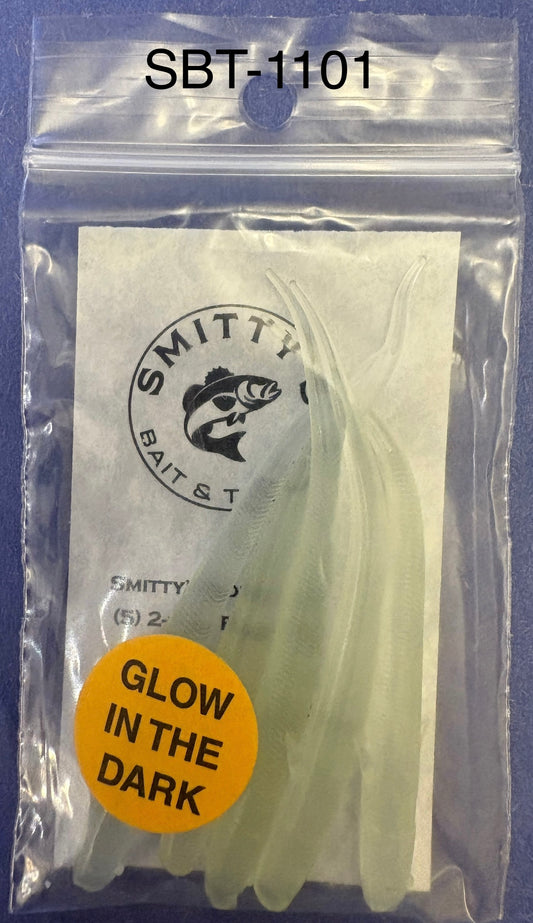 SBT-1101
SMITTY'
BAIT & T
SMITTY'
(5) 2-
GLOW
IN THE
DARK